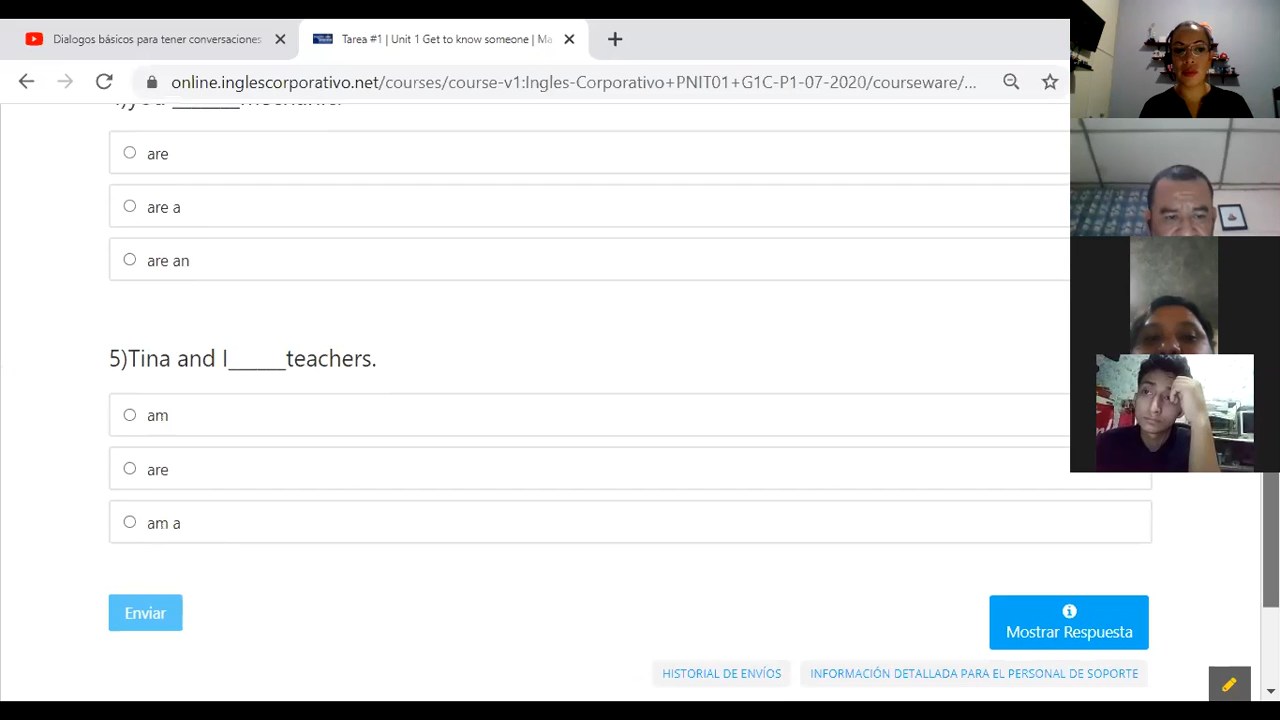 Dialogos básicos para tener conversaciones
Tarea #1 | Unit 1 Get to know someone | Ma
online.inglescorporativo.net/courses/course-v1:Ingles-Corporativo+PNIT01+G1C-P1-07-2020/courseware/...
are
are a
are an
5)Tina and I_____teachers.
am
are
am a
Enviar
Mostrar Respuesta
HISTORIAL DE ENVÍOS
INFORMACIÓN DETALLADA PARA EL PERSONAL DE SOPORTE